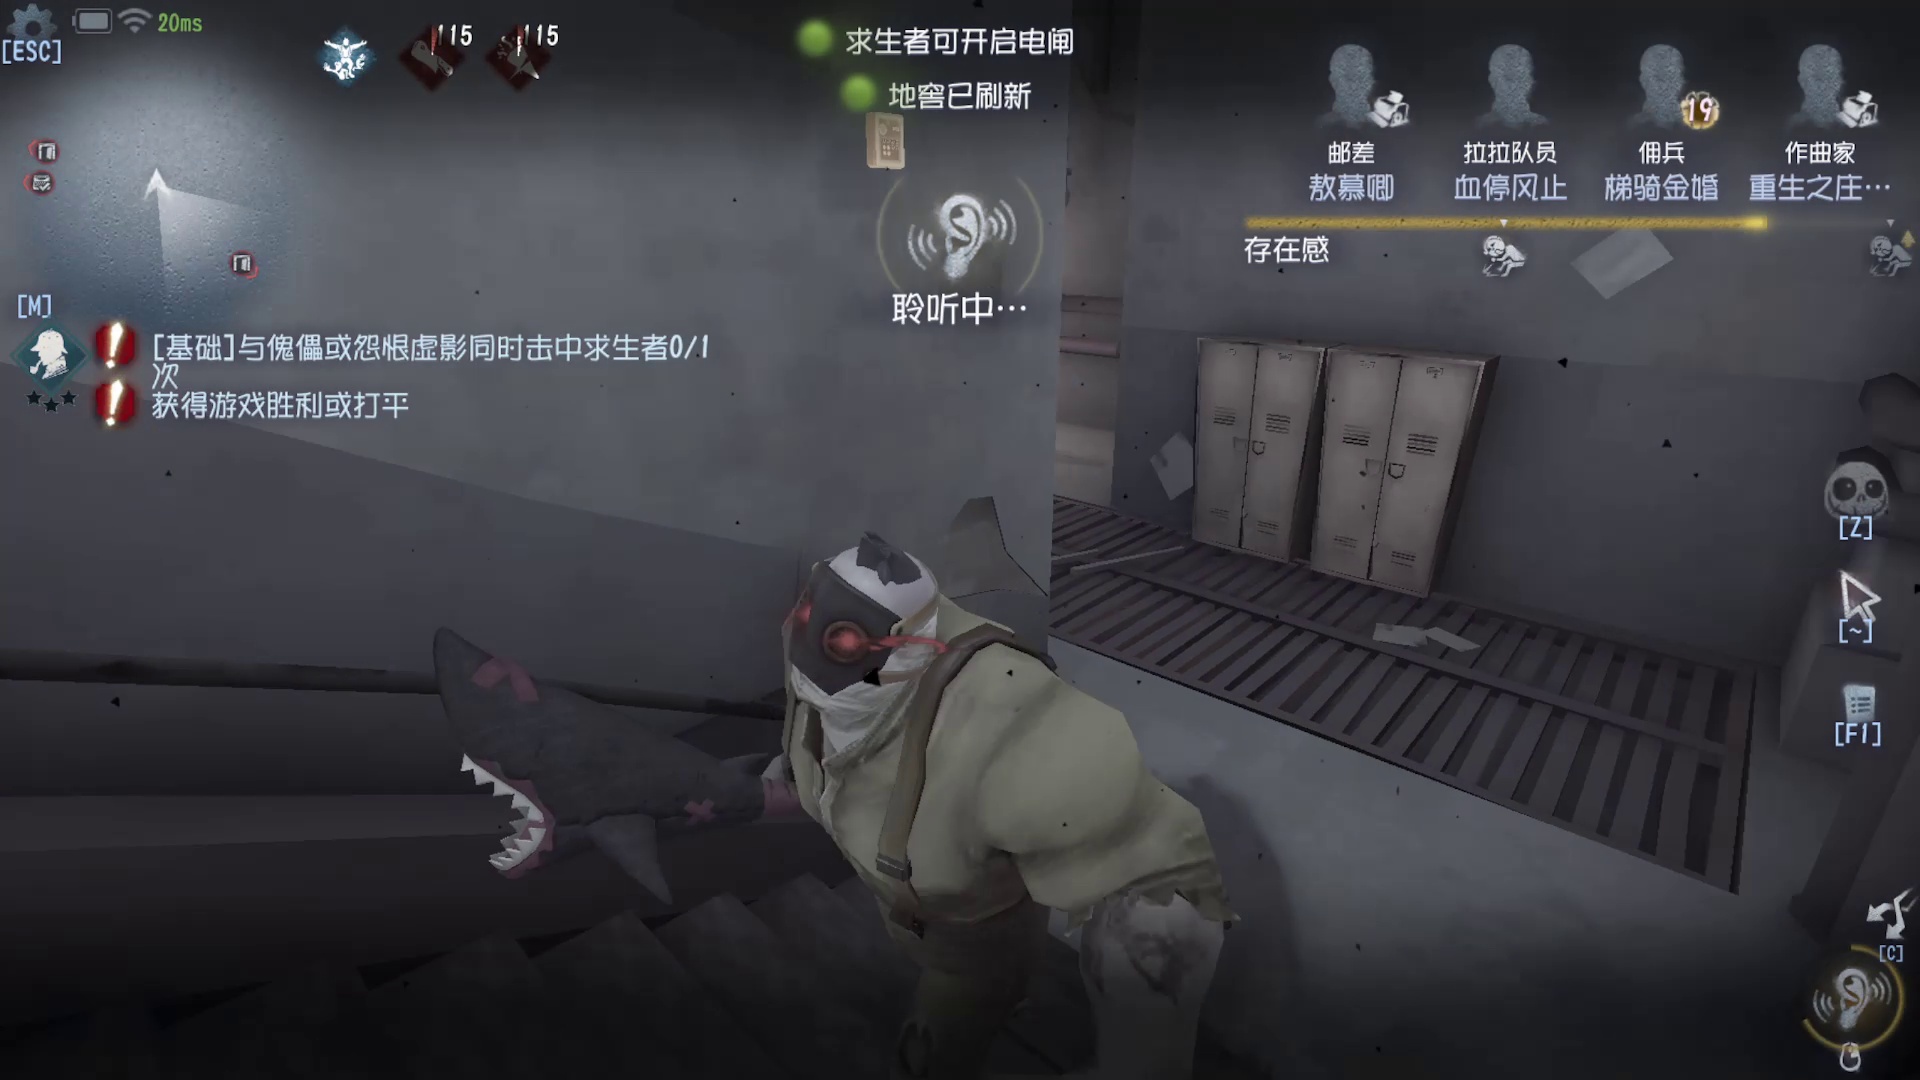 20ms
[ESC]
115
115
求生者可开启电闸
地窖已刷新
19
邮差
拉拉队员
佣兵
作曲家
敖慕卿
血停风止
梯骑金婚
重生之庄…
存在感
聆听中…
[M]
[基础]与傀儡或怨恨虚影同时击中求生者0/1
次
获得游戏胜利或打平
[Z]
[~]
[F1]
[C]